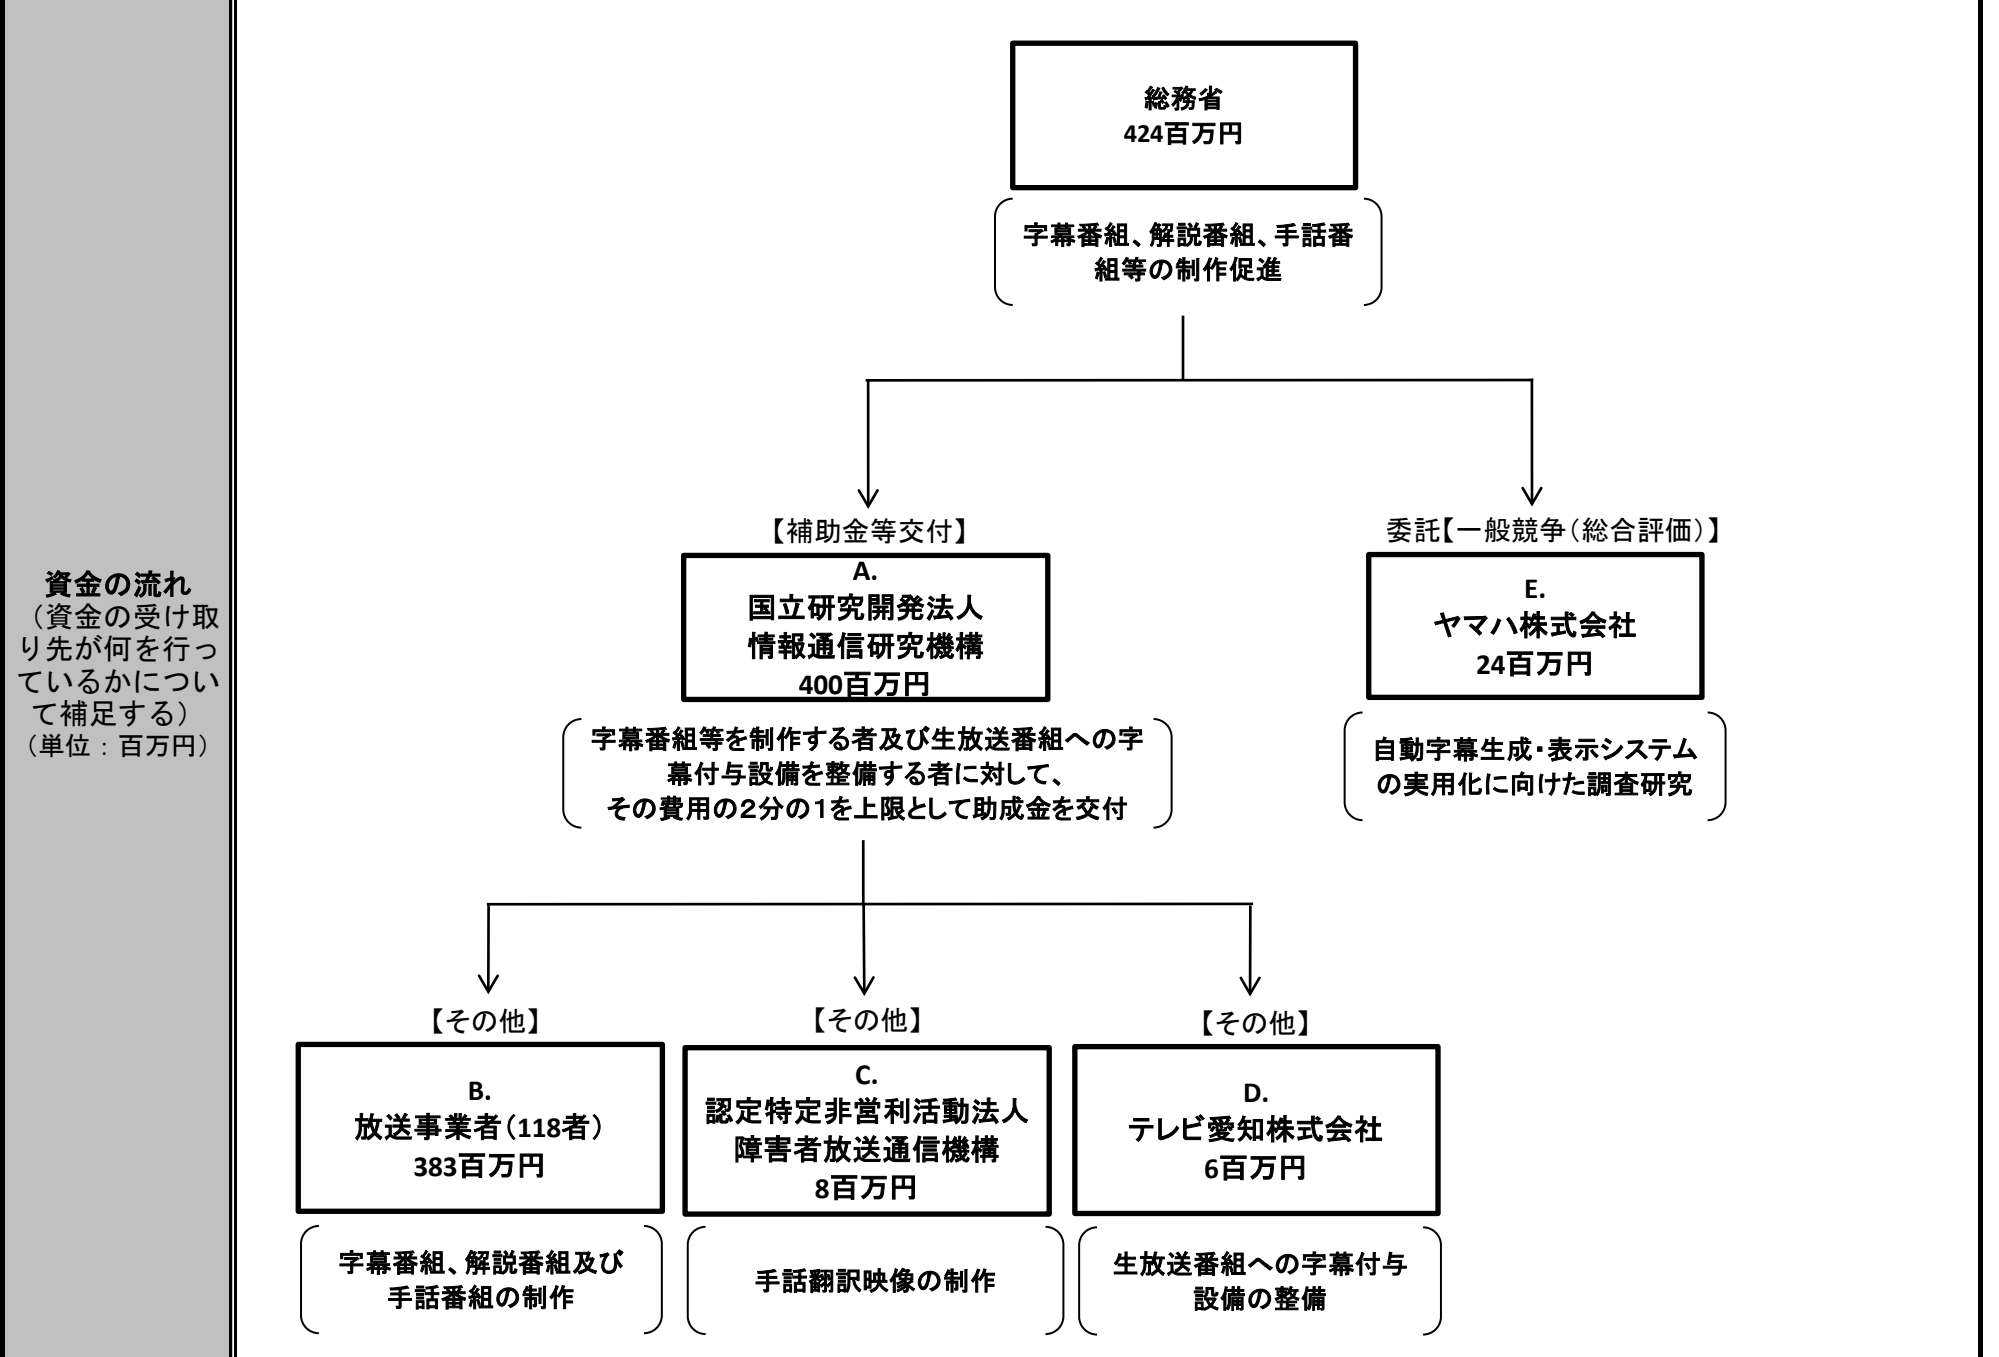 資金の流れ
（資金の受け取
り先が何を行っ
ているかについ
て補足する）
（単位：百万円）
総務省
424百万円
字幕番組、解説番組、手話番
組等の制作促進
【補助金等交付】
A.
国立研究開発法人
情報通信研究機構
400百万円
字幕番組等を制作する者及び生放送番組への字
幕付与設備を整備する者に対して、
その費用の２分の１を上限として助成金を交付
委託【一般競争（総合評価）】
E.
ヤマハ株式会社
24百万円
自動字幕生成・表示システム
の実用化に向けた調査研究
【その他】
B.
放送事業者（118者）
383百万円
字幕番組、解説番組及び
手話番組の制作
【その他】
C.
認定特定非営利活動法人
障害者放送通信機構
8百万円
手話翻訳映像の制作
【その他】
D.
テレビ愛知株式会社
6百万円
生放送番組への字幕付与
設備の整備